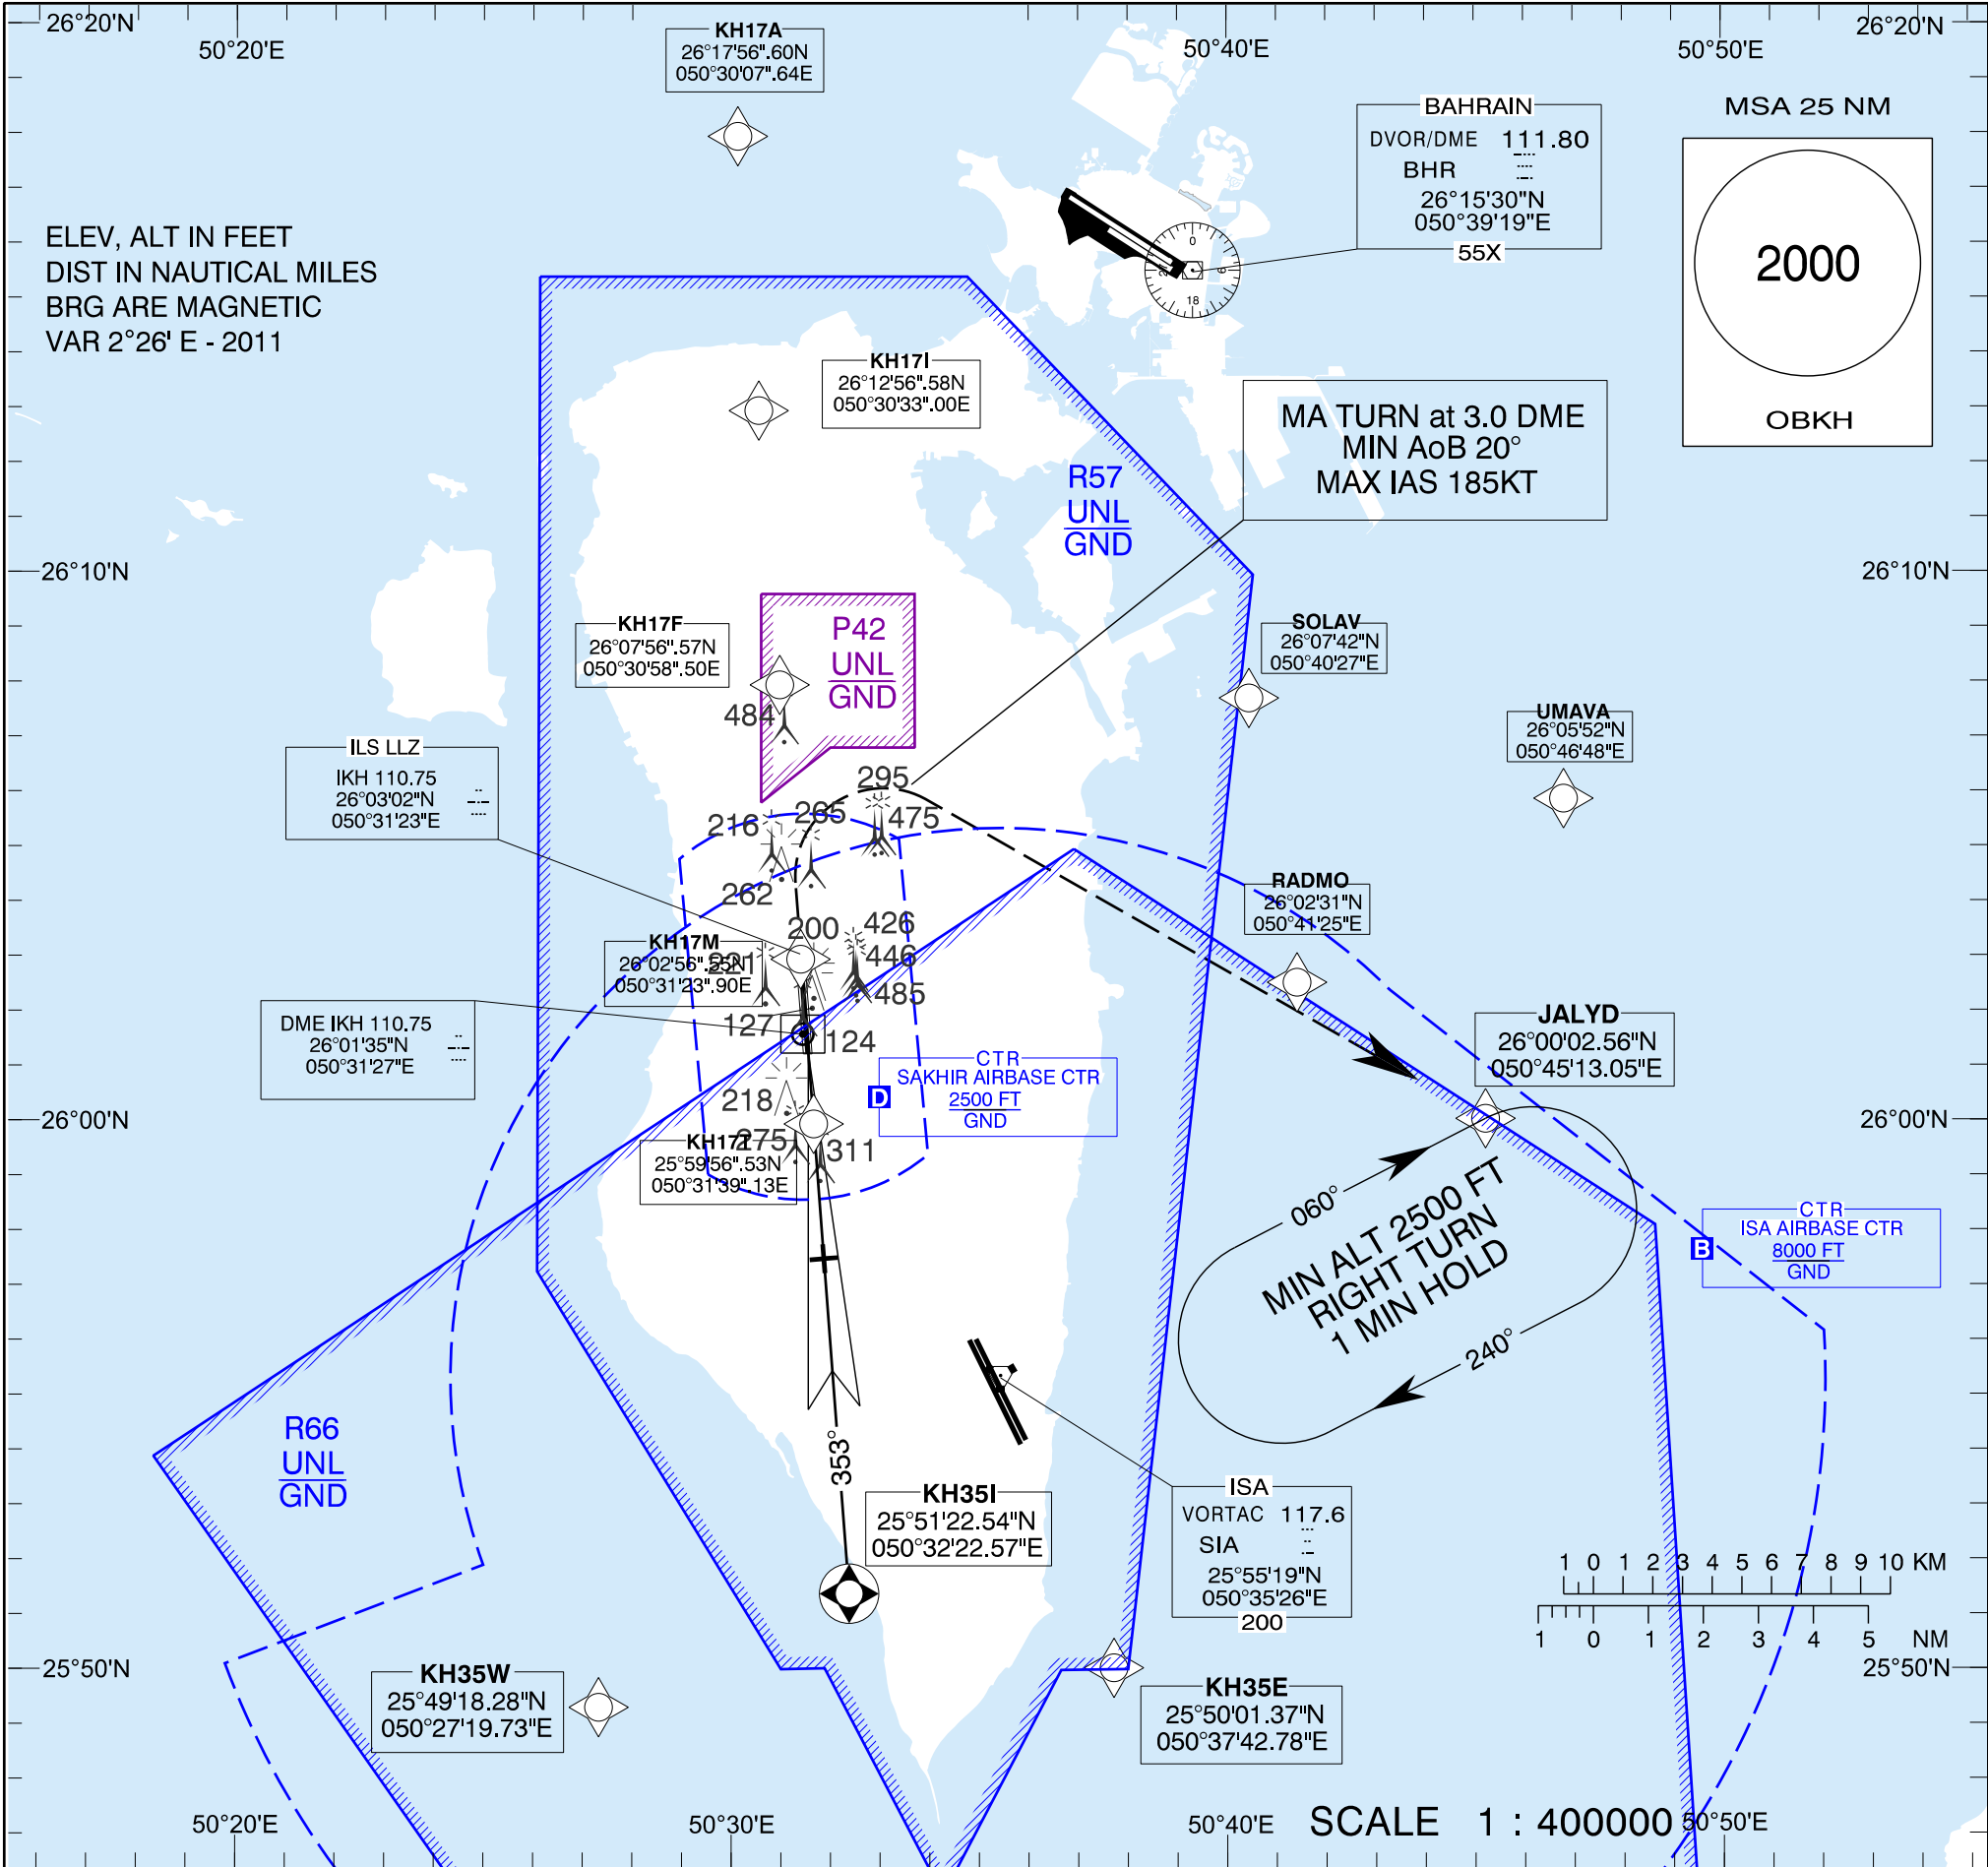 26°20'N
50°20'E
KH17A
26°17'56".60N
050°30'07".64E
50°40'E
50°50'E
26°20'N
BAHRAIN
DVOR/DME 111.80
BHR
26°15'30"N
050°39'19"E
55X
MSA 25 NM
2000
OBKH
ELEV, ALT IN FEET
DIST IN NAUTICAL MILES
BRG ARE MAGNETIC
VAR 2°26' E - 2011
0
18
KH17I
26°12'56".58N
050°30'33".00E
MA TURN at 3.0 DME
MIN AoB 20°
MAX IAS 185KT
R57
UNL
GND
26°10'N
26°10'N
KH17F
26°07'56".57N
050°30'58".50E
P42
UNL
GND
484
SOLAV
26°07'42"N
050°40'27"E
UMAVA
26°05'52"N
050°46'48"E
ILS LLZ
IKH 110.75
26°03'02"N
050°31'23"E
295
216
265
475
262
RADMO
26°02'31"N
050°41'25"E
200
426
KH17M
26°02'56".55N
050°31'23".90E
221
446
485
DME IKH 110.75
26°01'35"N
050°31'27"E
127
124
JALYD
26°00'02.56"N
050°45'13.05"E
CTR
SAKHIR AIRBASE CTR
2500 FT
GND
D
218
26°00'N
26°00'N
KH17T
25°59'56".53N
050°31'39".13E
275
311
060°
MIN ALT 2500 FT
RIGHT TURN
1 MIN HOLD
240°
CTR
ISA AIRBASE CTR
8000 FT
GND
B
R66
UNL
GND
353°
KH35I
25°51'22.54"N
050°32'22.57"E
ISA
VORTAC 117.6
SIA
25°55'19"N
050°35'26"E
200
1 0 1 2 3 4 5 6 7 8 9 10 KM
1 0 1 2 3 4 5 NM
25°50'N
25°50'N
KH35W
25°49'18.28"N
050°27'19.73"E
KH35E
25°50'01.37"N
050°37'42.78"E
50°20'E
50°30'E
50°40'E
SCALE 1 : 400000
50°50'E